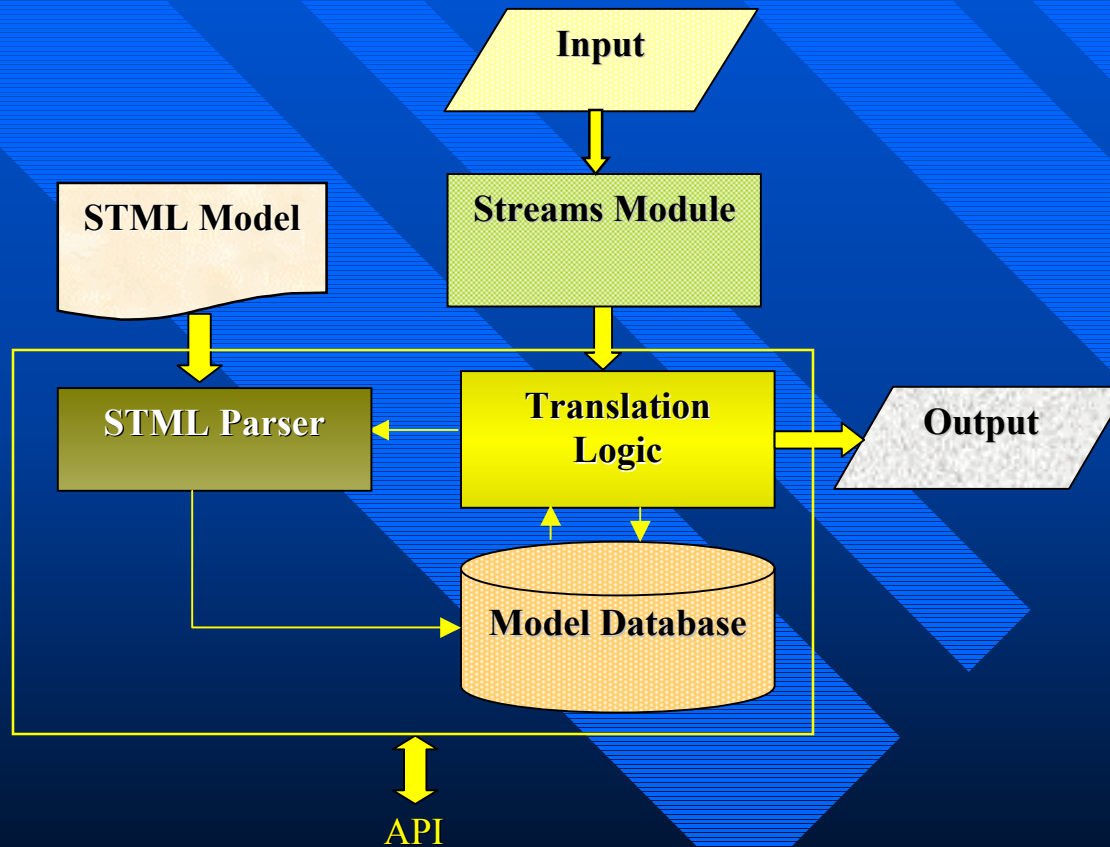 Input
STML Model
Streams Module
STML Parser
Translation
Logic
Output
Model Database
API